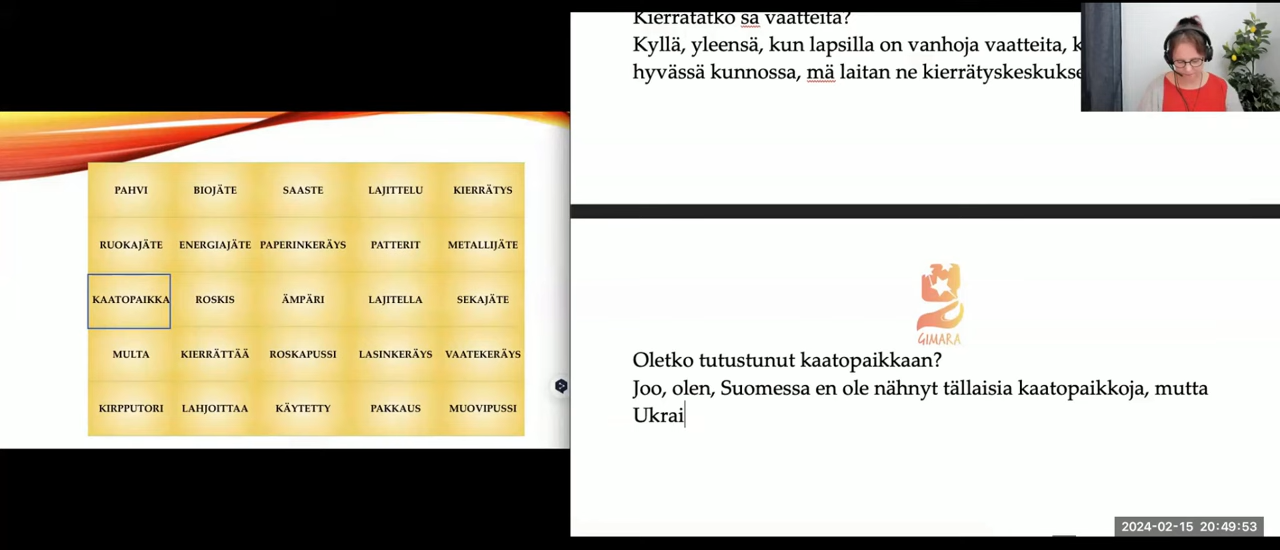 PAHVI BIOJÄTE SAASTE LAJITTELU KIERRÄTYS
RUOKAJÄTE ENERGIAJÄTE PAPERINKERÄYS PATTERIT METALLIJÄTE
KAATOPAIKKA ROSKIS ÄMPÄRI LAJITELLA SEKAJÄTE
MULTA KIERRÄTTÄÄ ROSKAPUSSI LASINKERÄYS VAATEKERÄYS
KIRPPUTORI LAHJOITTAA KÄYTETTY PAKKAUS MUOVIPUSSI
Kierrätätkö sä vaatteita?
Kyllä, yleensä, kun lapsilla on vanhoja vaatteita, k
hyvässä kunnossa, mä laitan ne kierrätyskeskukse
GIMARA
Oletko tutustunut kaatopaikkaan?
Joo, olen, Suomessa en ole nähnyt tällaisia kaatopaikkoja, mutta
Ukrai
2024-02-15 20:49:53